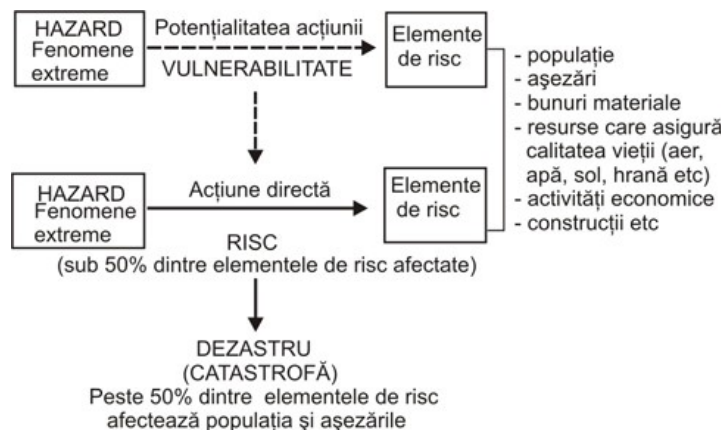 HAZARD
Fenomene
extreme
Potențialitatea acțiunii
VULNERABILITATE
Elemente
de risc
- populație
- așezări
- bunuri materiale
- resurse care asigură
calitatea vieții (aer,
apă, sol, hrană etc)
- activități economice
- construcții etc
HAZARD
Fenomene
extreme
Acțiune directă
Elemente
de risc
RISC
(sub 50% dintre elementele de risc afectate)
DEZASTRU
(CATASTROFĂ)
Peste 50% dintre elementele de risc
afectează populația și așezările